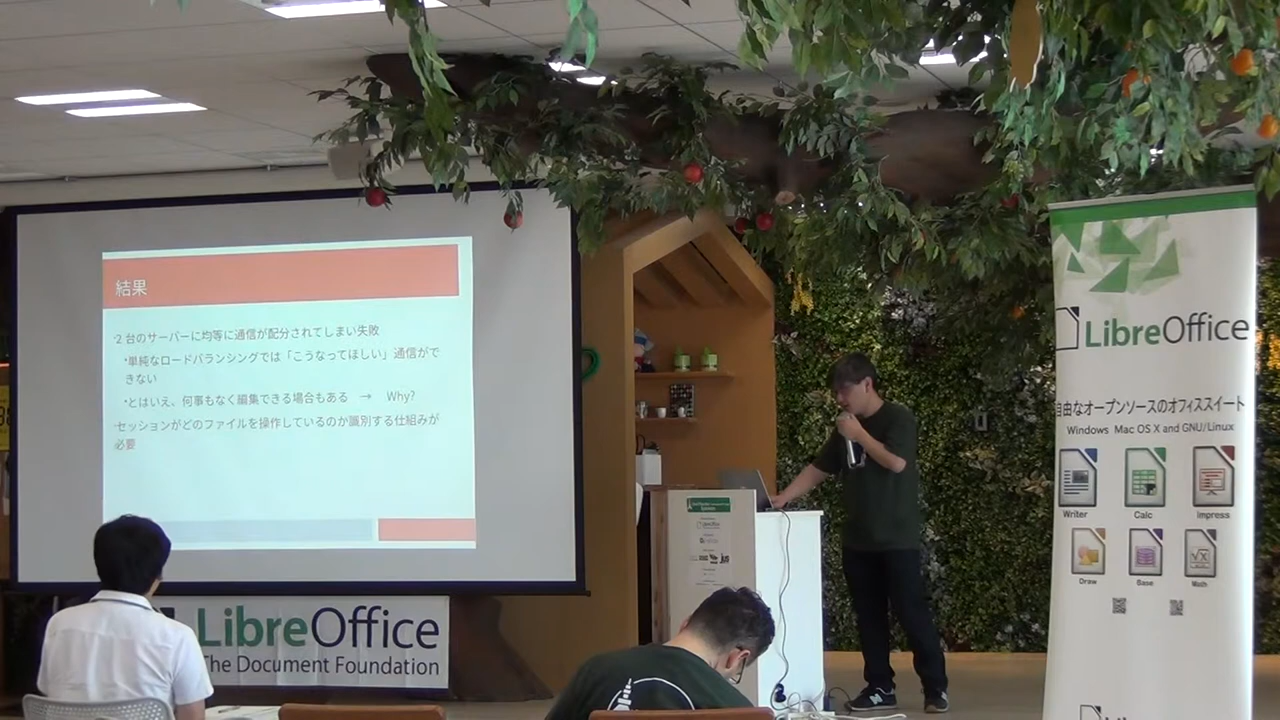 結果
・2 台のサーバーに均等に通信が配分されてしまい失敗
・単純なロードバランシングでは「こうなってほしい」通信がで
きない
・とはいえ、何事もなく編集できる場合もある → Why?
・セッションがどのファイルを操作しているのか識別する仕組みが
必要
LibreOffice
The Document Foundation
LibreOffice
自由なオープンソースのオフィススイート
Windows Mac OS X and GNU/Linux
Writer Calc Impress
Draw Base Math